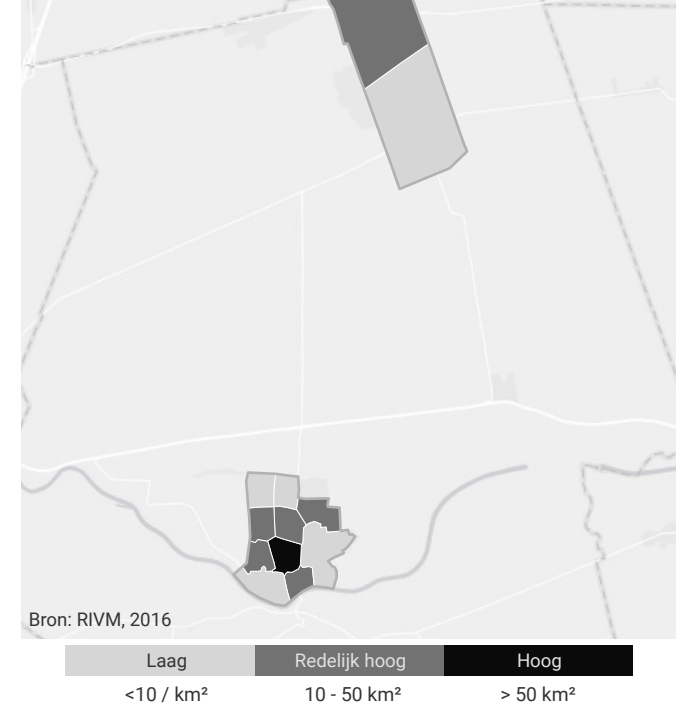 Bron: RIVM, 2016
Laag Redelijk hoog Hoog
<10 / km² 10 - 50 km² > 50 km²